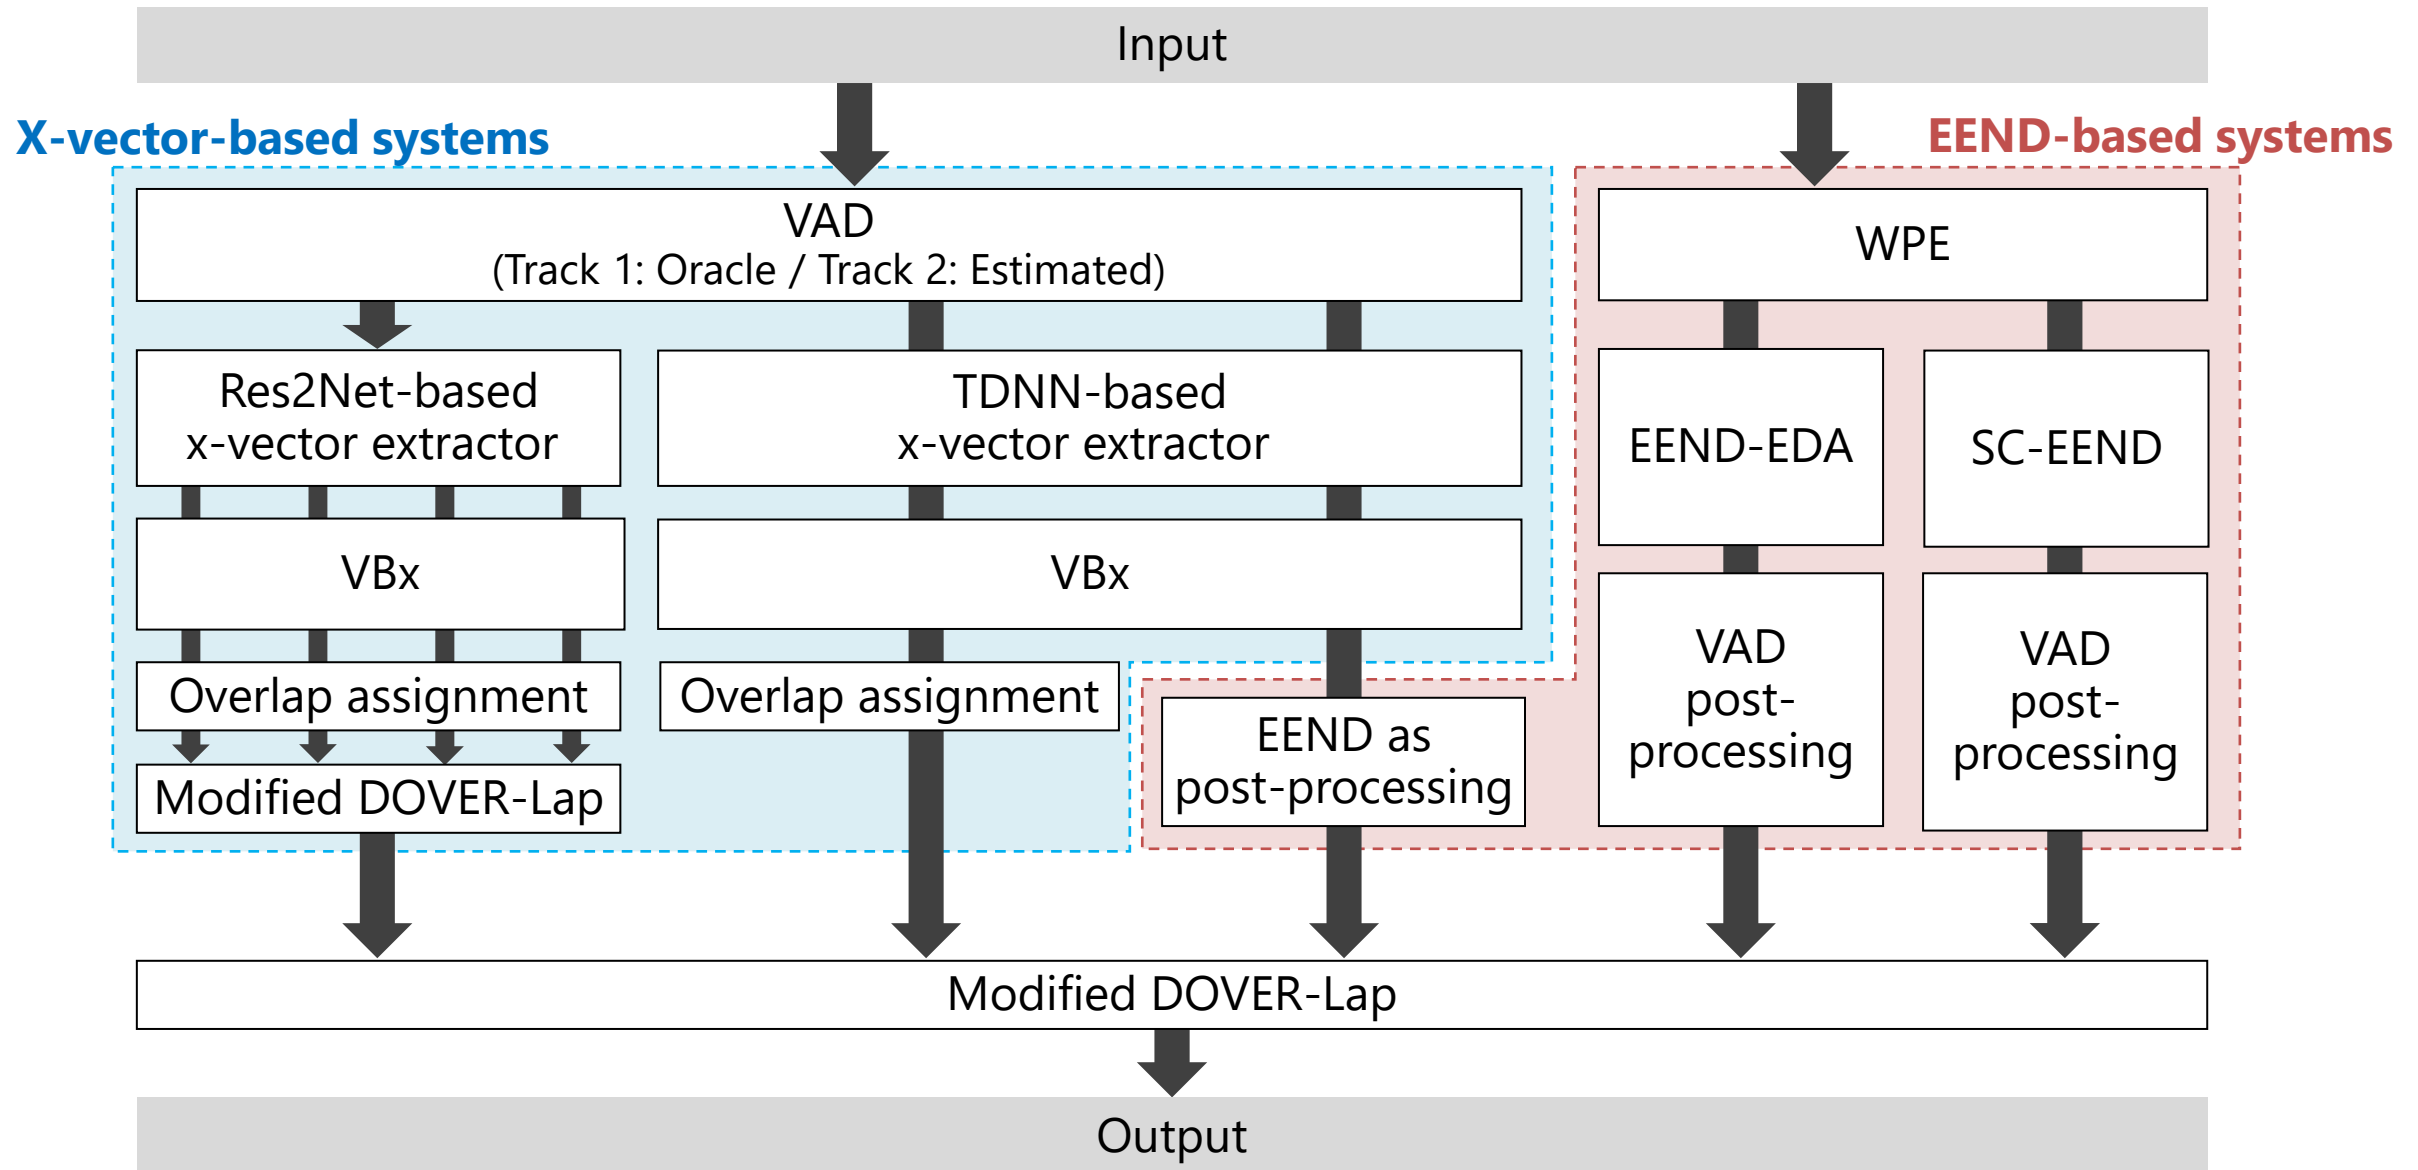 Input
X-vector-based systems
EEND-based systems
VAD
(Track 1: Oracle / Track 2: Estimated)
WPE
Res2Net-based
x-vector extractor
TDNN-based
x-vector extractor
EEND-EDA
SC-EEND
VBx
VBx
Overlap assignment
Overlap assignment
Modified DOVER-Lap
EEND as
post-processing
VAD
post-
processing
VAD
post-
processing
Modified DOVER-Lap
Output